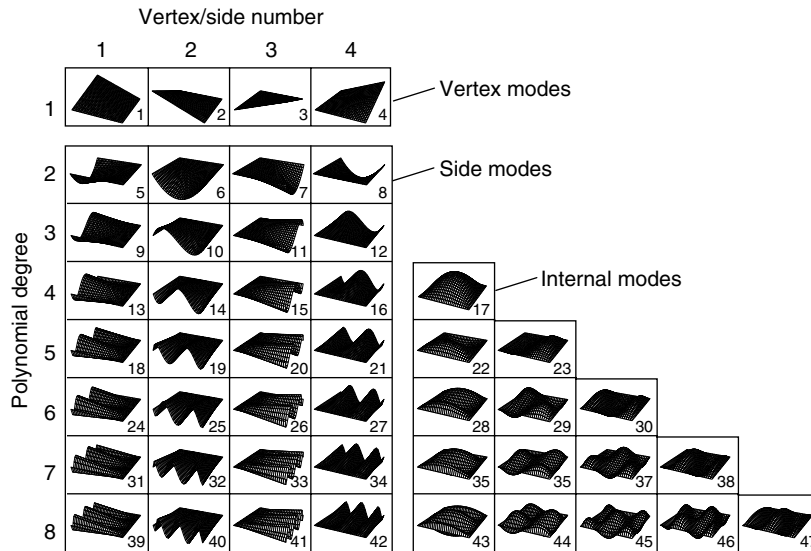 Vertex/side number
1 2 3 4
1 1 2 3 4 Vertex modes
2 5 6 7 8 Side modes
3 9 10 11 12
4 13 14 15 16 17 Internal modes
5 18 19 20 21 22 23
6 24 25 26 27 28 29 30
7 31 32 33 34 35 35 37 38
8 39 40 41 42 43 44 45 46 47
Polynomial degree